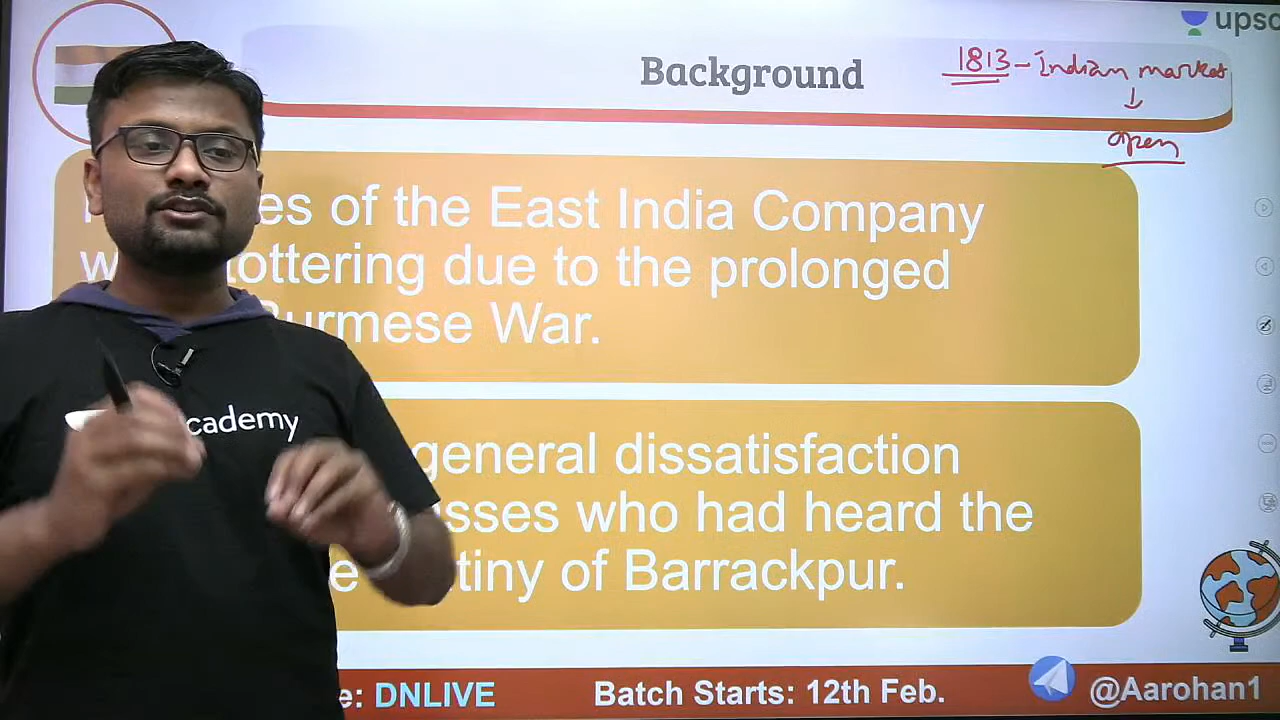 upsc
Background
1813 - Indian market
open
es of the East India Company
w tottering due to the prolonged
Burmese War.
general dissatisfaction
sses who had heard the
e tiny of Barrackpur.
cademy
e: DNLIVE
Batch Starts: 12th Feb.
@Aarohan1